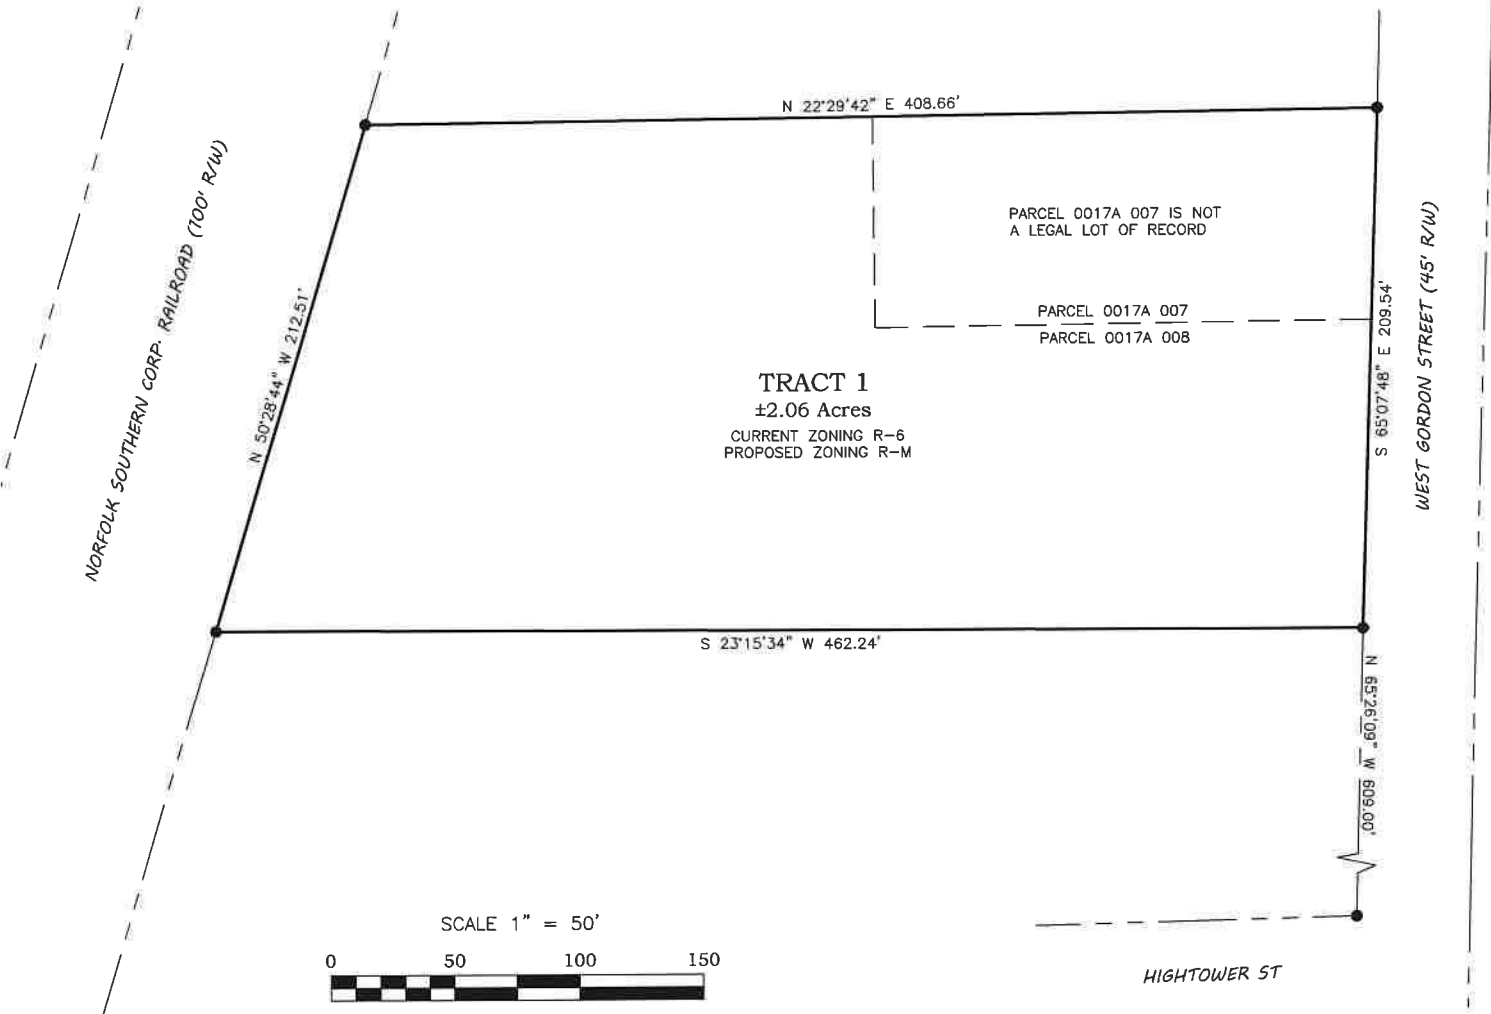 N 22°29'42" E 408.66'
NORFOLK SOUTHERN CORP. RAILROAD (100' R/W)
N 50°28'44" W 212.51'
PARCEL 0017A 007 IS NOT
A LEGAL LOT OF RECORD
PARCEL 0017A 007
PARCEL 0017A 008
S 65°07'48" E 209.54'
WEST GORDON STREET (45' R/W)
TRACT 1
±2.06 Acres
CURRENT ZONING R-6
PROPOSED ZONING R-M
S 23°15'34" W 462.24'
N 65°26'09" W 609.00'
SCALE 1" = 50'
0 50 100 150
HIGHTOWER ST